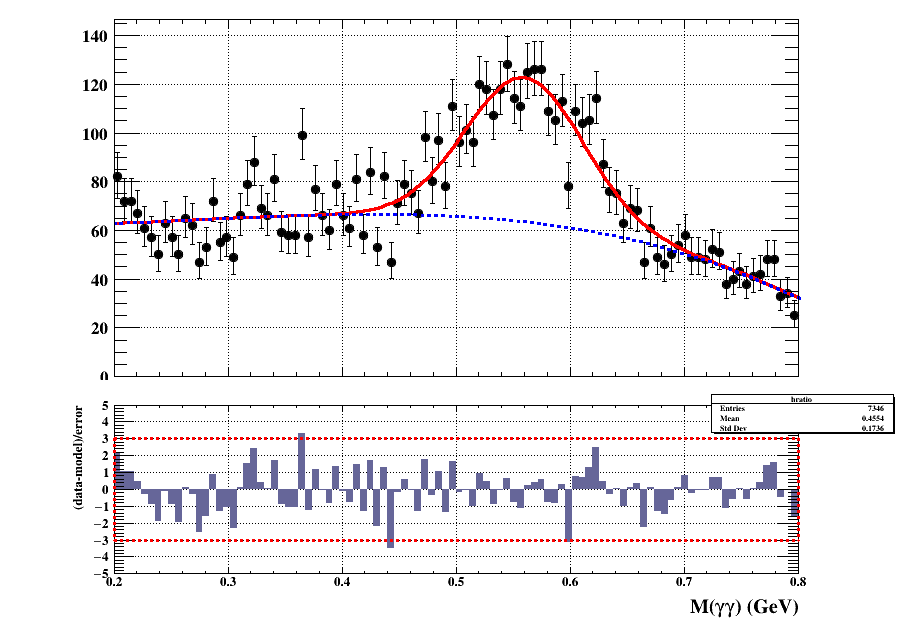 140
120
100
80
60
40
20
0
(data-model)/error
5
4
3
2
1
0
−1
−2
−3
−4
−5
hratio
Entries 7346
Mean 0.4554
Std Dev 0.1736
0.2 0.3 0.4 0.5 0.6 0.7 0.8
M(γγ) (GeV)